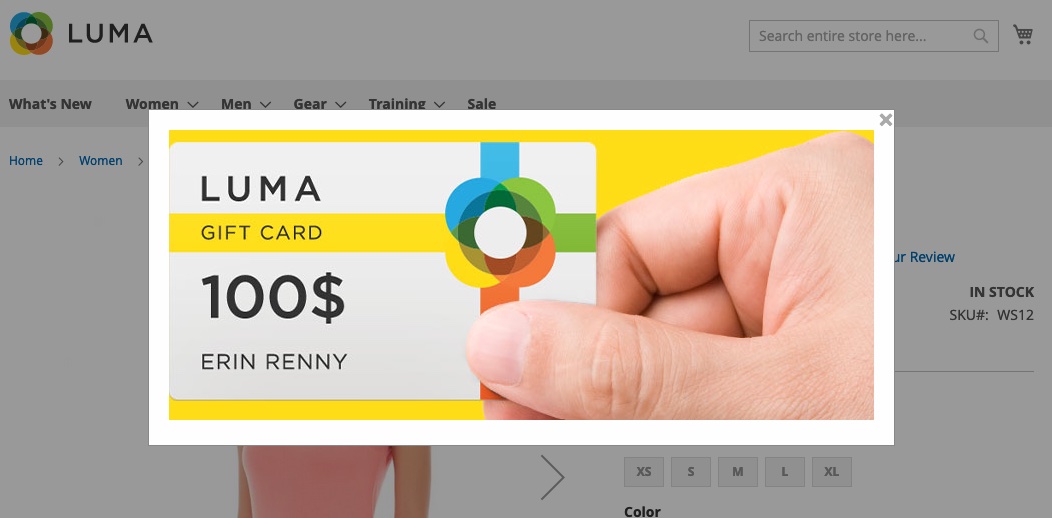 LUMA
Search entire store here...
What's New Women Men Gear Training Sale
Home > Women >
LUMA
GIFT CARD
100$
ERIN RENNY
ur Review
IN STOCK
SKU#: WS12
XS S M L XL
Color